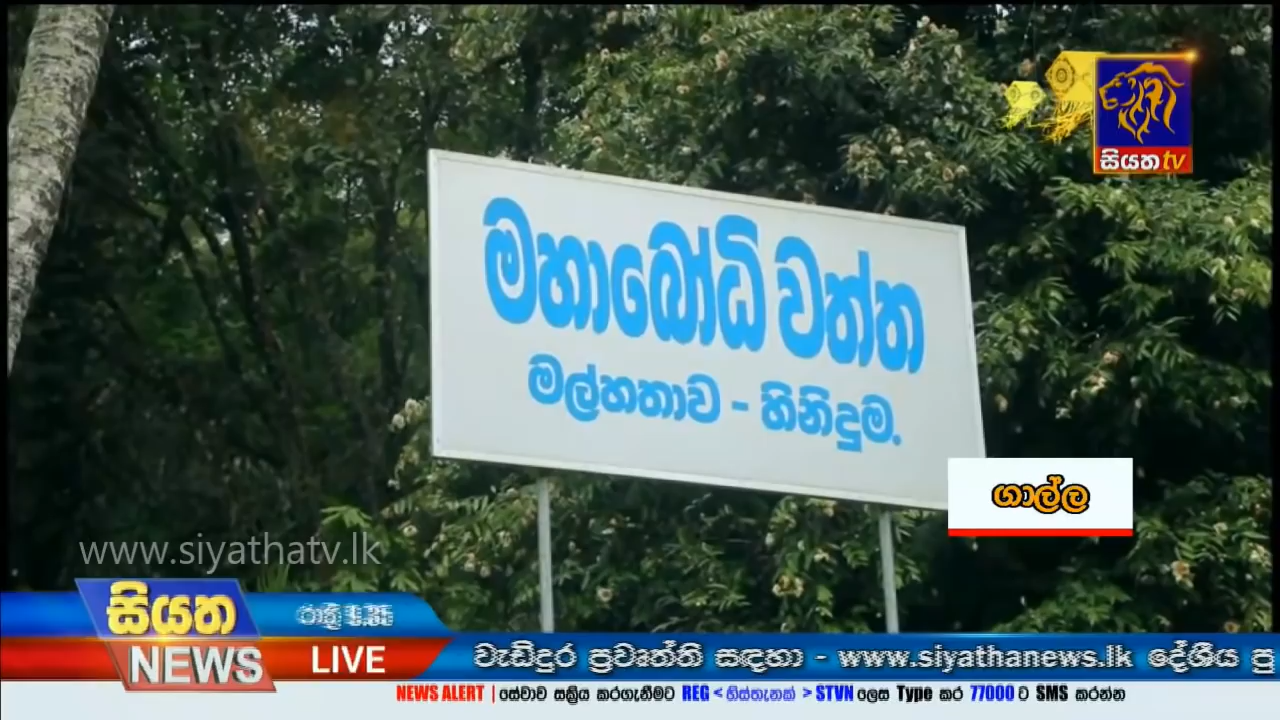 සියත tv
මහාබෝධි වත්ත
මල්හතාව - හිනිදුම.
ගාල්ල
www.siyathatv.lk
සියත
NEWS
රාත්‍රී
LIVE
වැඩිදුර ප්‍රවෘත්ති සඳහා - www.siyathanews.lk දේශීය ප්‍ර
NEWS ALERT | සේවාව සක්‍රිය කරගැනීමට REG < හිස්තැනක් > STVN ලෙස Type කර 77000 ට SMS කරන්න